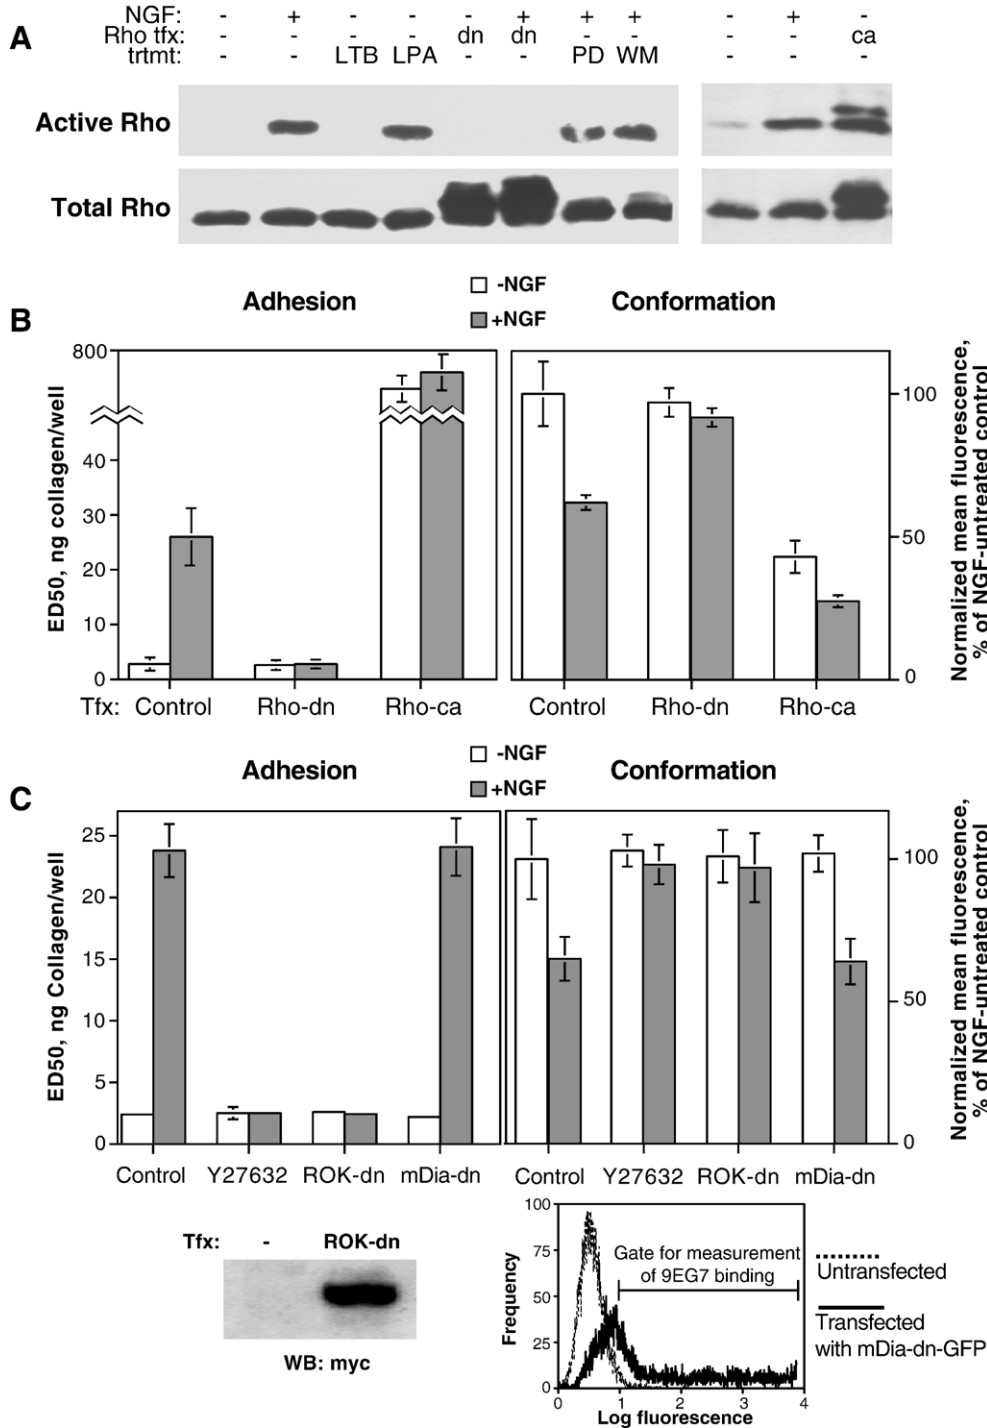 A
NGF: - + - - - + + + - + -
Rho tfx: - - - - dn dn - - - - ca
trtmt: - - LTB LPA - - PD WM - - -
Active Rho
Total Rho
B
Adhesion
-NGF
+NGF
Conformation
800
40
30
20
10
0
ED50, ng collagen/well
100
50
0
Normalized mean fluorescence,
% of NGF-untreated control
Tfx: Control Rho-dn Rho-ca
Control Rho-dn Rho-ca
C
Adhesion
-NGF
+NGF
Conformation
25
20
15
10
5
0
ED50, ng Collagen/well
100
50
0
Normalized mean fluorescence,
% of NGF-untreated control
Control Y27632 ROK-dn mDia-dn
Control Y27632 ROK-dn mDia-dn
Tfx: - ROK-dn
WB: myc
100
75
50
25
0
Frequency
Gate for measurement
of 9EG7 binding
0 1 2 3 4
Log fluorescence
Untransfected
Transfected
with mDia-dn-GFP